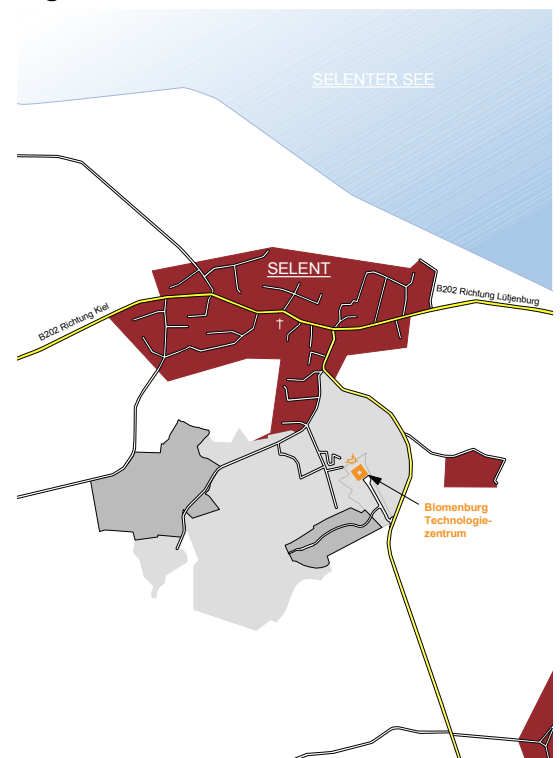 SELENTER SEE
SELENT
B202 Richtung Lütjenburg
B202 Richtung Kiel
Blomenburg
Technologie-
zentrum